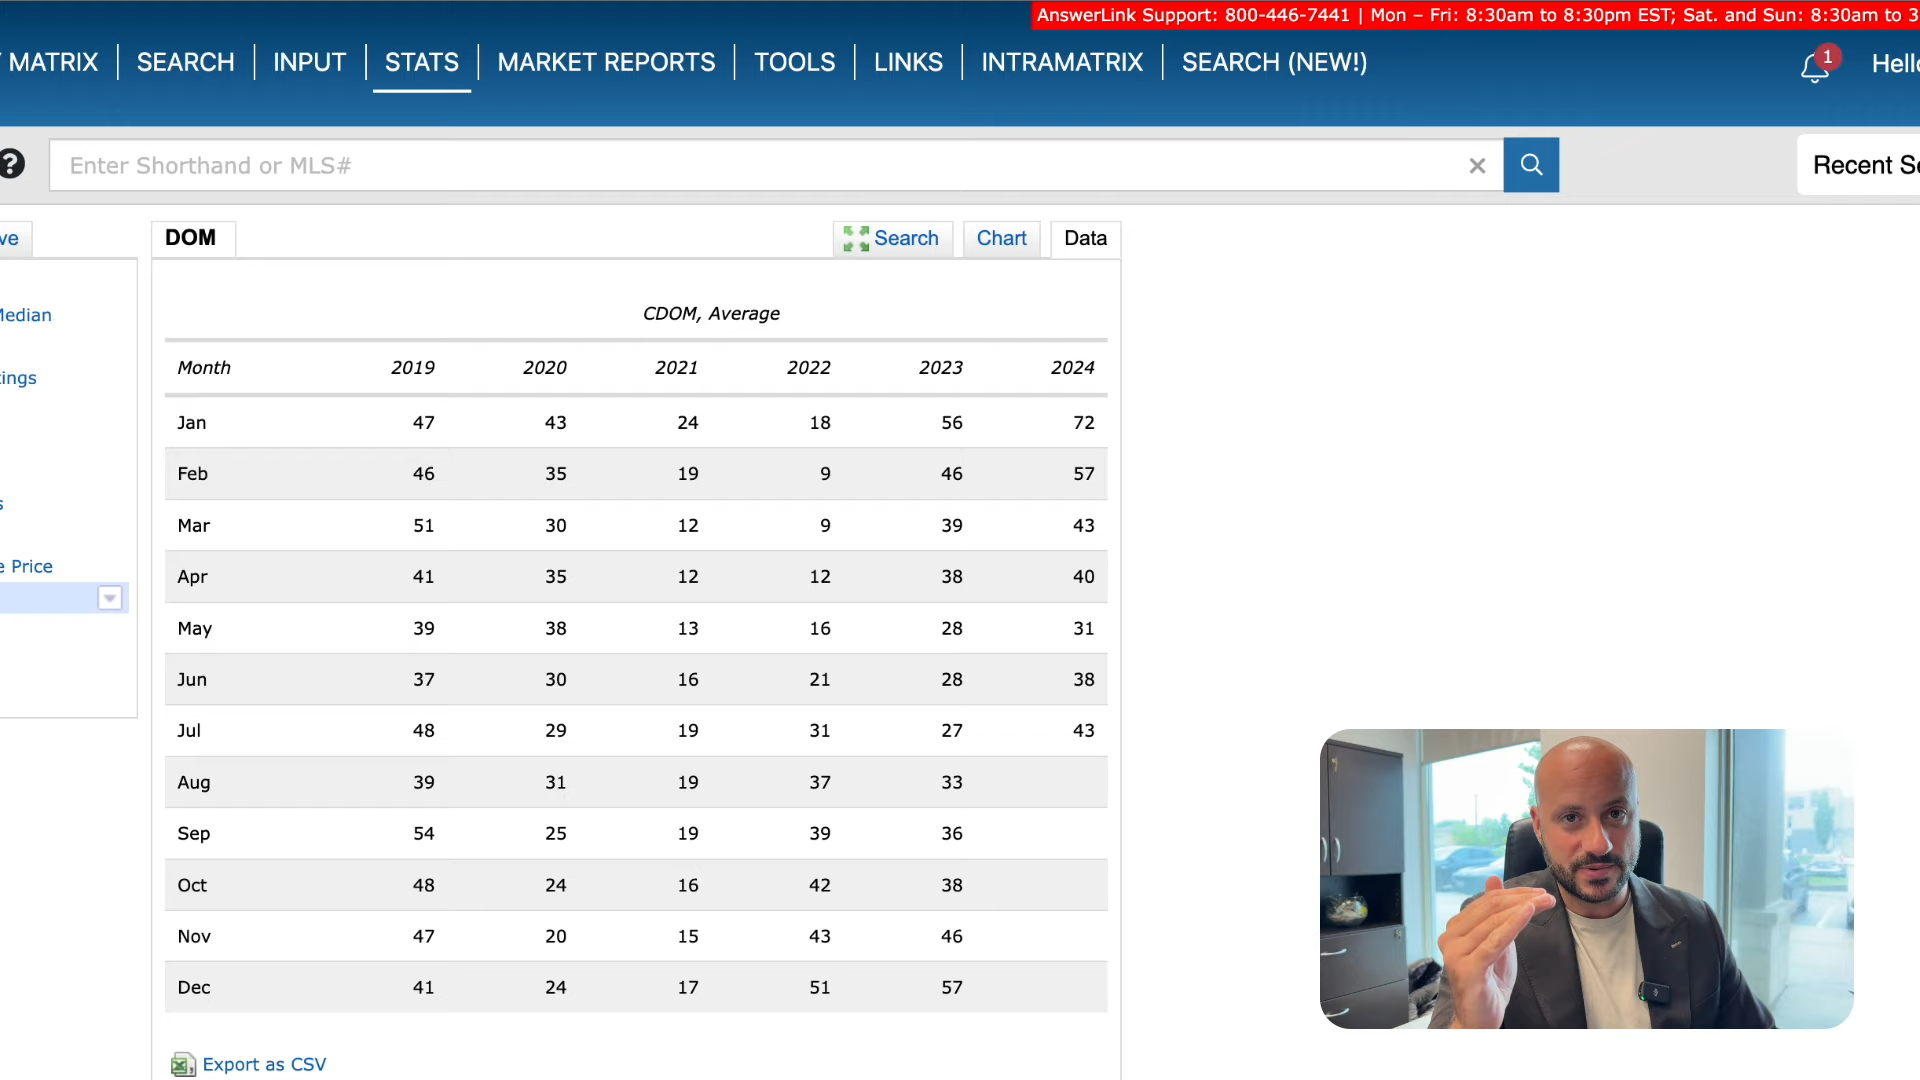 AnswerLink Support: 800-446-7441 | Mon – Fri: 8:30am to 8:30pm EST; Sat. and Sun: 8:30am to 3
MATRIX SEARCH INPUT STATS MARKET REPORTS TOOLS LINKS INTRAMATRIX SEARCH (NEW!) 1 Hello
Enter Shorthand or MLS# Recent Se
ve DOM Search Chart Data
Median
CDOM, Average
Month 2019 2020 2021 2022 2023 2024
tings
Jan 47 43 24 18 56 72
Feb 46 35 19 9 46 57
s
Mar 51 30 12 9 39 43
e Price
Apr 41 35 12 12 38 40
May 39 38 13 16 28 31
Jun 37 30 16 21 28 38
Jul 48 29 19 31 27 43
Aug 39 31 19 37 33
Sep 54 25 19 39 36
Oct 48 24 16 42 38
Nov 47 20 15 43 46
Dec 41 24 17 51 57
Export as CSV